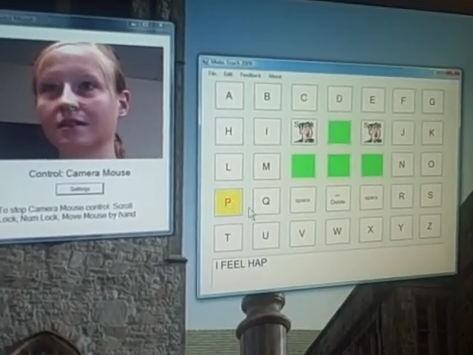 Control: Camera Mouse
Settings
To stop Camera Mouse control: Scroll
Lock, Num Lock, Move Mouse by hand
File Edit Feedback About
A B C D E F G
H I J K
L M N O
P Q space Delete space R S
T U V W X Y Z
I FEEL HAP